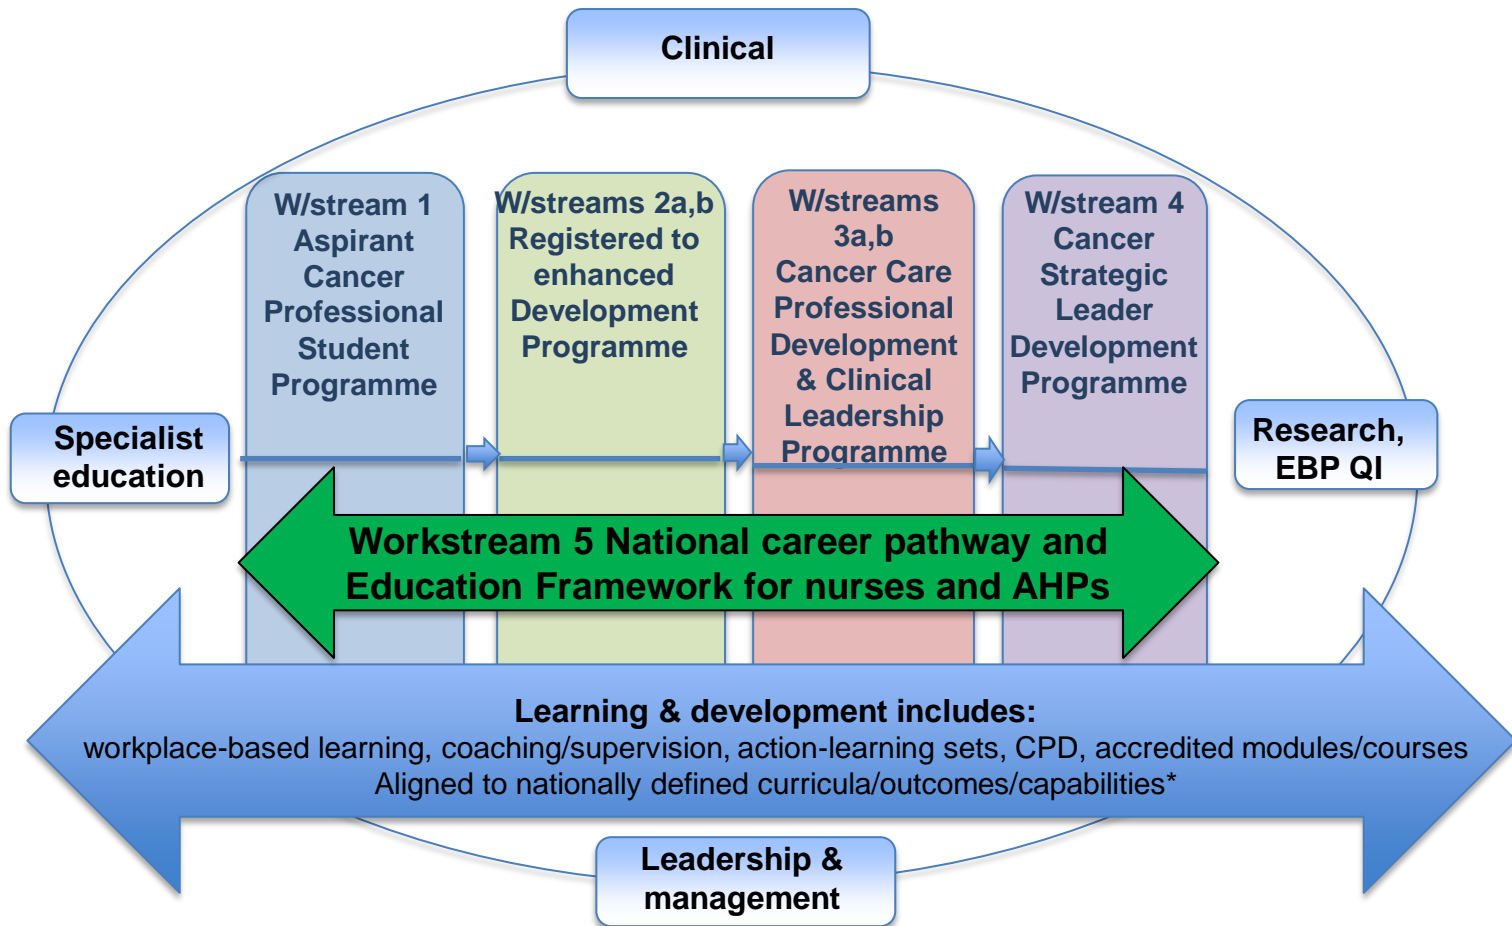 Clinical
W/stream 1
Aspirant
Cancer
Professional
Student
Programme
W/streams 2a,b
Registered to
enhanced
Development
Programme
W/streams
3a,b
Cancer Care
Professional
Development
& Clinical
Leadership
Programme
W/stream 4
Cancer
Strategic
Leader
Development
Programme
Specialist
education
Research,
EBP QI
Workstream 5 National career pathway and
Education Framework for nurses and AHPs
Learning & development includes:
workplace-based learning, coaching/supervision, action-learning sets, CPD, accredited modules/courses
Aligned to nationally defined curricula/outcomes/capabilities*
Leadership &
management